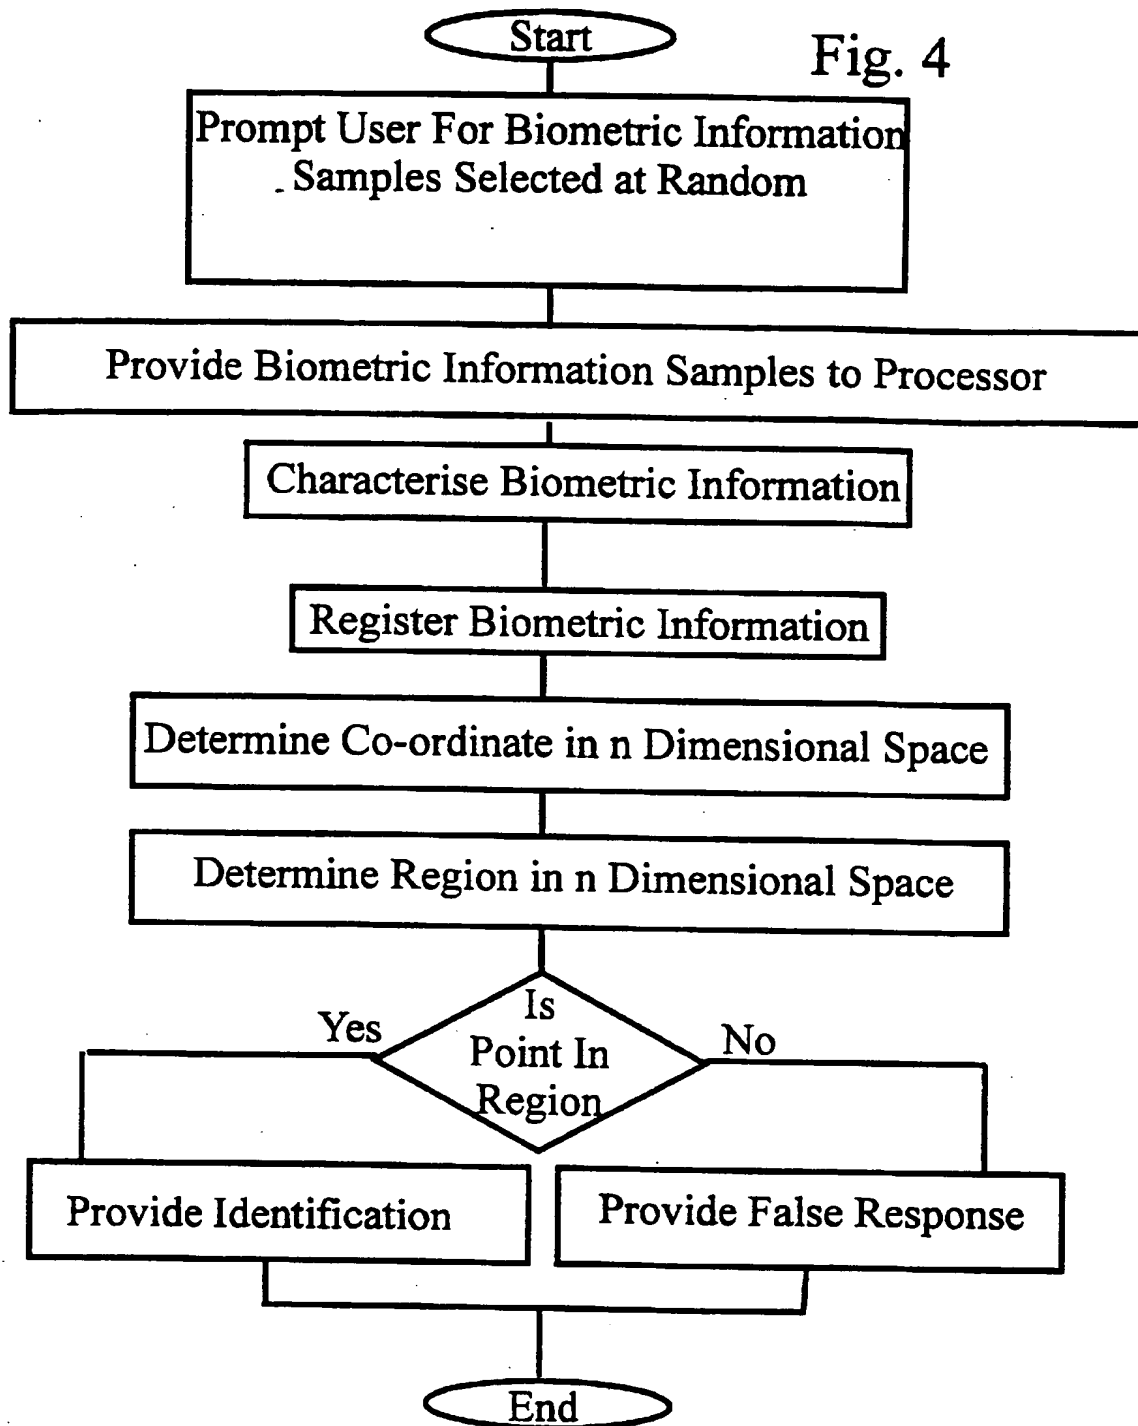 Start
Fig. 4
Prompt User For Biometric Information
Samples Selected at Random
Provide Biometric Information Samples to Processor
Characterise Biometric Information
Register Biometric Information
Determine Co-ordinate in n Dimensional Space
Determine Region in n Dimensional Space
Is
Point In
Region
Yes
No
Provide Identification
Provide False Response
End